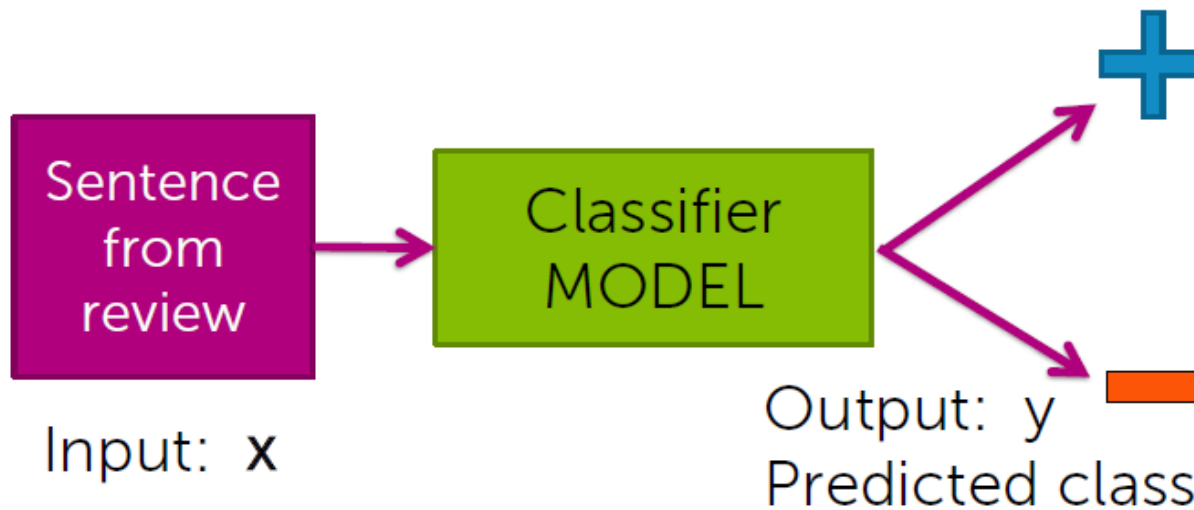 Sentence
from
review
Classifier
MODEL
Input: x
Output: y
Predicted class